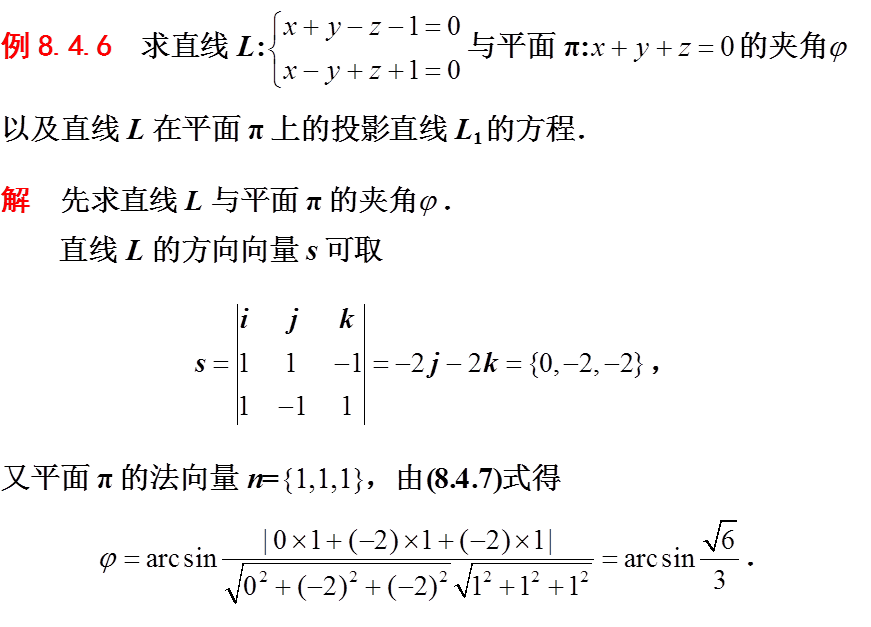 例8.4.6 求直线 L:{x+y−z−1=0 与平面 π:x+y+z=0的夹角φ
x−y+z+1=0
以及直线 L 在平面 π 上的投影直线 L₁的方程.
解 先求直线 L 与平面 π 的夹角φ.
直线 L 的方向向量 s 可取
s = |i j k; 1 1 −1; 1 −1 1| = −2j − 2k = {0,−2,−2},
又平面 π 的法向量 n={1,1,1}, 由(8.4.7)式得
φ = arcsin |0×1+(−2)×1+(−2)×1| / √(0²+(−2)²+(−2)²) √(1²+1²+1²) = arcsin √6/3.